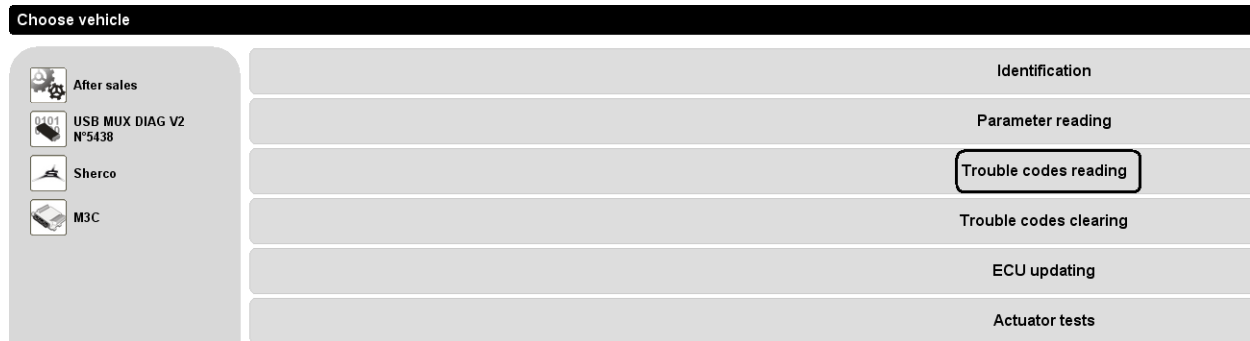 Choose vehicle
After sales
USB MUX DIAG V2
N°5438
Sherco
M3C
Identification
Parameter reading
Trouble codes reading
Trouble codes clearing
ECU updating
Actuator tests